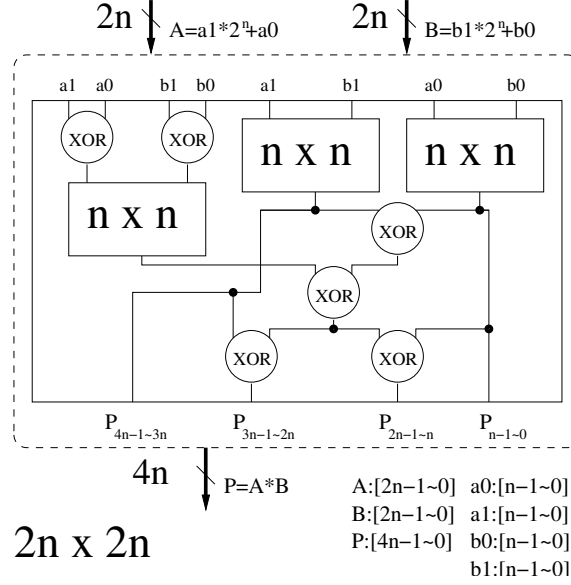 2n A=a1*2^n+a0 2n B=b1*2^n+b0
a1 a0 b1 b0 a1 b1 a0 b0
XOR XOR
n x n n x n
n x n
XOR
XOR
XOR XOR
P4n−1~3n P3n−1~2n P2n−1~n Pn−1~0
4n P=A*B
A:[2n−1~0] a0:[n−1~0]
B:[2n−1~0] a1:[n−1~0]
P:[4n−1~0] b0:[n−1~0]
2n x 2n
b1:[n−1~0]